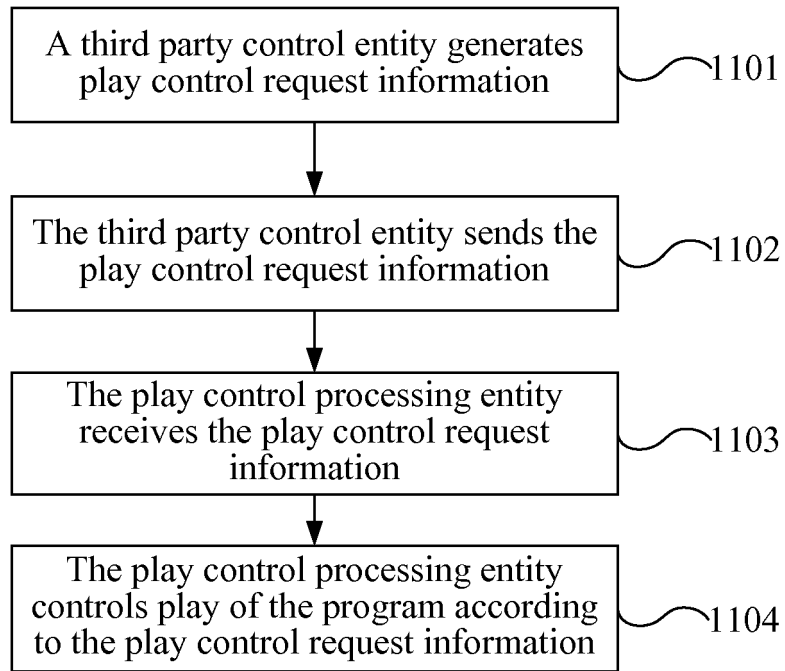 A third party control entity generates
play control request information
1101
The third party control entity sends the
play control request information
1102
The play control processing entity
receives the play control request
information
1103
The play control processing entity
controls play of the program according
to the play control request information
1104